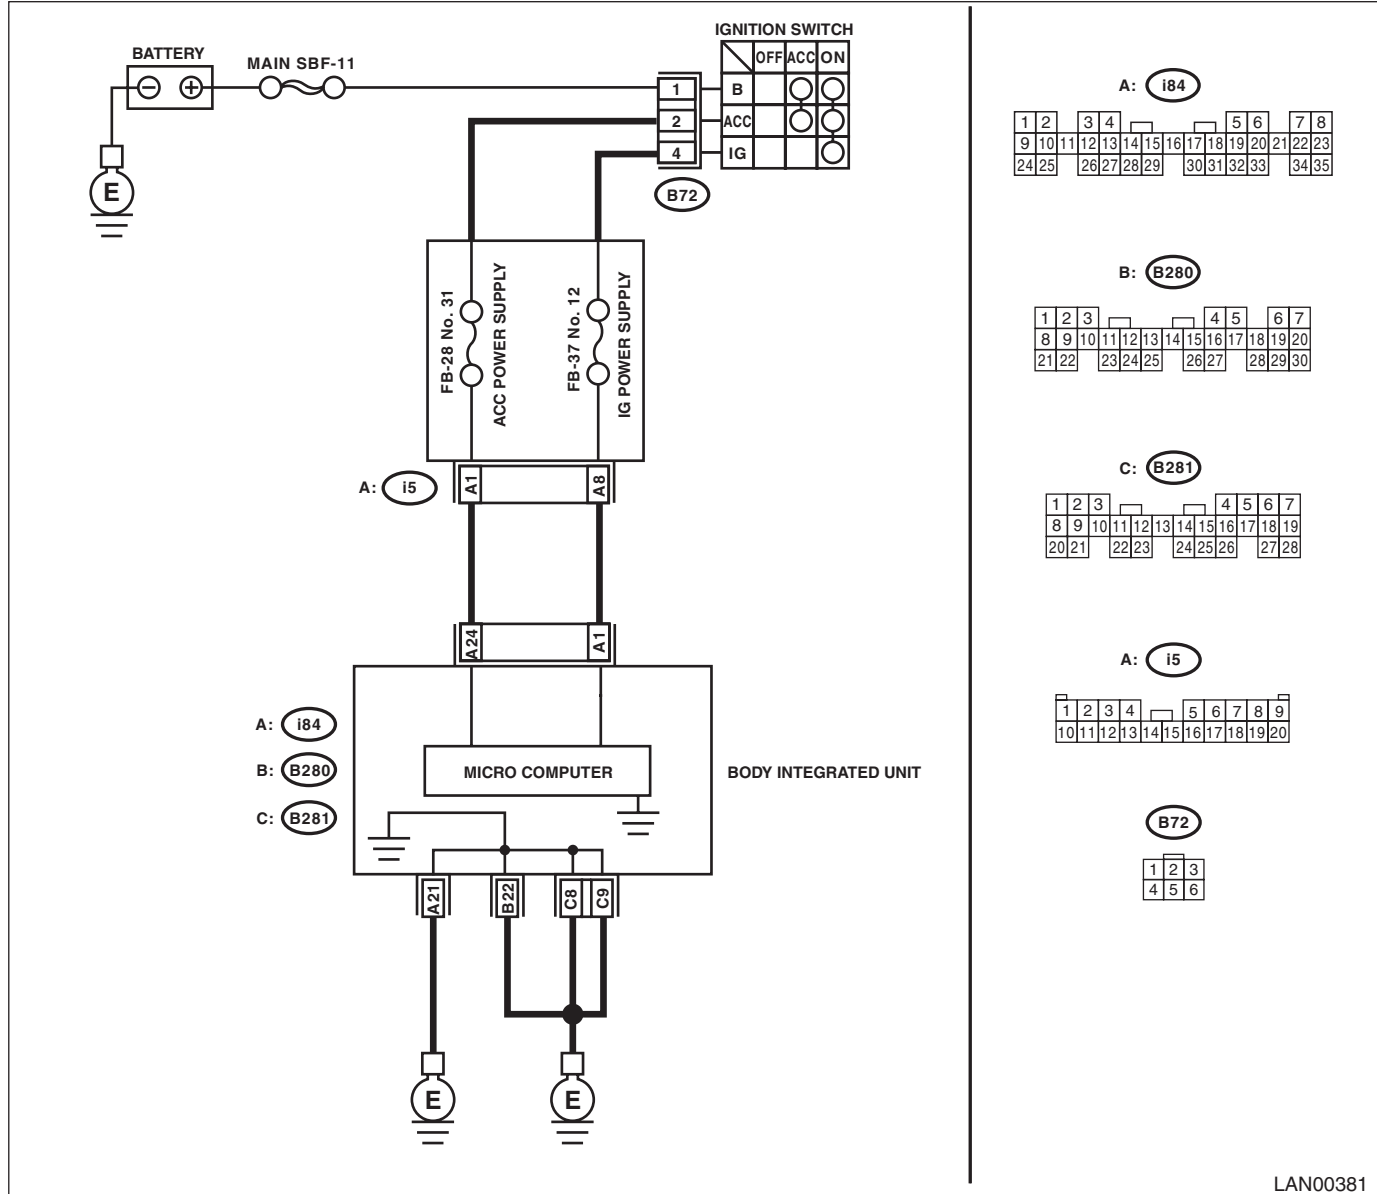 IGNITION SWITCH
BATTERY
MAIN SBF-11
OFF ACC ON
1 B
2 ACC
4 IG
B72
E
FB-28 No. 31
ACC POWER SUPPLY
FB-37 No. 12
IG POWER SUPPLY
A: i5
A1 A8
A24 A1
A: i84
B: B280
C: B281
MICRO COMPUTER
BODY INTEGRATED UNIT
A21 B22 C8 C9
E E
A: i84
1 2 3 4 5 6 7 8
9 10 11 12 13 14 15 16 17 18 19 20 21 22 23
24 25 26 27 28 29 30 31 32 33 34 35
B: B280
1 2 3 4 5 6 7
8 9 10 11 12 13 14 15 16 17 18 19 20
21 22 23 24 25 26 27 28 29 30
C: B281
1 2 3 4 5 6 7
8 9 10 11 12 13 14 15 16 17 18 19
20 21 22 23 24 25 26 27 28
A: i5
1 2 3 4 5 6 7 8 9
10 11 12 13 14 15 16 17 18 19 20
B72
1 2 3
4 5 6
LAN00381